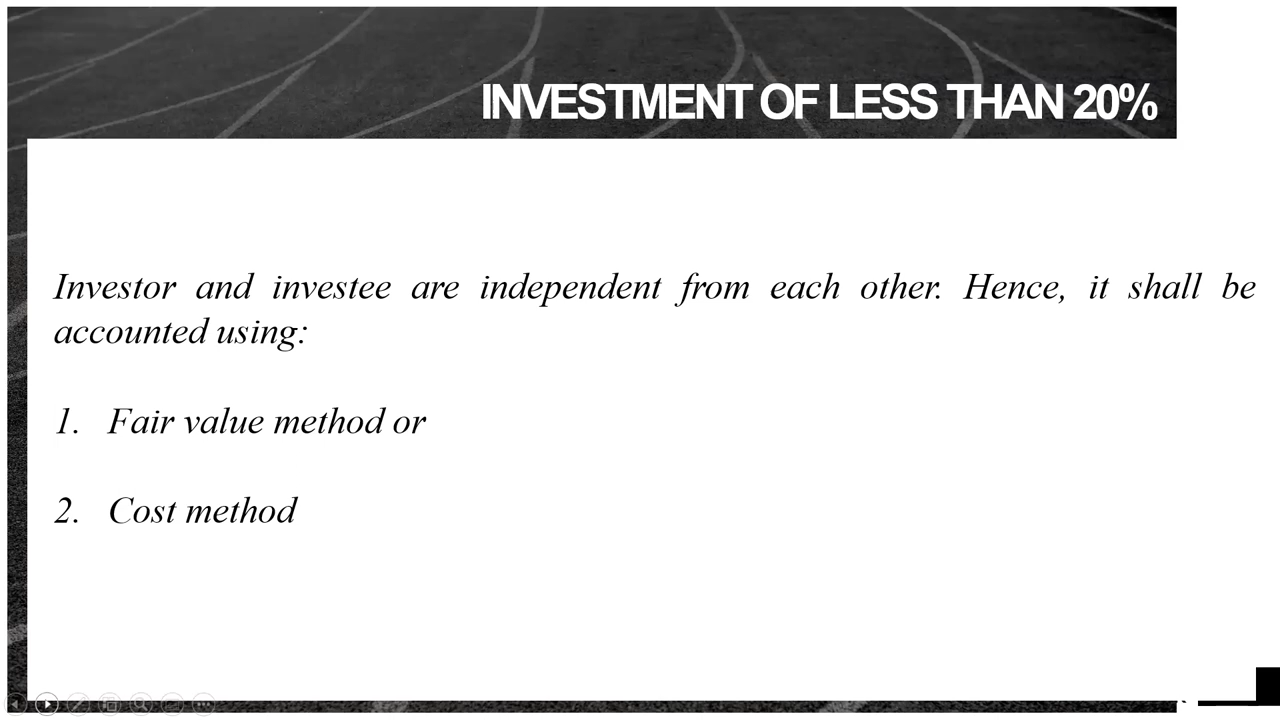 INVESTMENT OF LESS THAN 20%
Investor and investee are independent from each other. Hence, it shall be
accounted using:
1. Fair value method or
2. Cost method